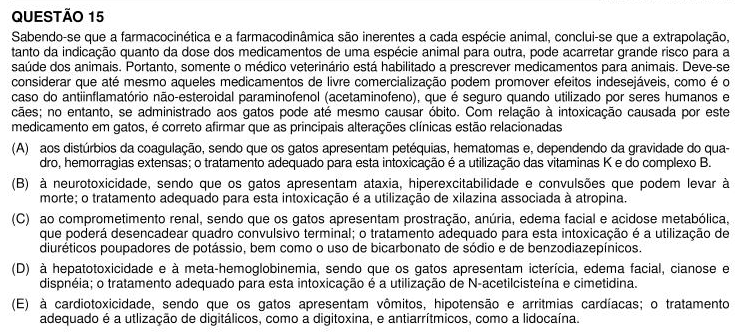 QUESTÃO 15
Sabendo-se que a farmacocinética e a farmacodinâmica são inerentes a cada espécie animal, conclui-se que a extrapolação,
tanto da indicação quanto da dose dos medicamentos de uma espécie animal para outra, pode acarretar grande risco para a
saúde dos animais. Portanto, somente o médico veterinário está habilitado a prescrever medicamentos para animais. Deve-se
considerar que até mesmo aqueles medicamentos de livre comercialização podem promover efeitos indesejáveis, como é o
caso do antiinflamatório não-esteroidal paraminofenol (acetaminofeno), que é seguro quando utilizado por seres humanos e
cães; no entanto, se administrado aos gatos pode até mesmo causar óbito. Com relação à intoxicação causada por este
medicamento em gatos, é correto afirmar que as principais alterações clínicas estão relacionadas
(A) aos distúrbios da coagulação, sendo que os gatos apresentam petéquias, hematomas e, dependendo da gravidade do qua-
dro, hemorragias extensas; o tratamento adequado para esta intoxicação é a utilização das vitaminas K e do complexo B.
(B) à neurotoxicidade, sendo que os gatos apresentam ataxia, hiperexcitabilidade e convulsões que podem levar à
morte; o tratamento adequado para esta intoxicação é a utilização de xilazina associada à atropina.
(C) ao comprometimento renal, sendo que os gatos apresentam prostração, anúria, edema facial e acidose metabólica,
que poderá desencadear quadro convulsivo terminal; o tratamento adequado para esta intoxicação é a utilização de
diuréticos poupadores de potássio, bem como o uso de bicarbonato de sódio e de benzodiazepínicos.
(D) à hepatotoxicidade e à meta-hemoglobinemia, sendo que os gatos apresentam icterícia, edema facial, cianose e
dispnéia; o tratamento adequado para esta intoxicação é a utilização de N-acetilcisteína e cimetidina.
(E) à cardiotoxicidade, sendo que os gatos apresentam vômitos, hipotensão e arritmias cardíacas; o tratamento
adequado é a utlização de digitálicos, como a digitoxina, e antiarrítmicos, como a lidocaína.